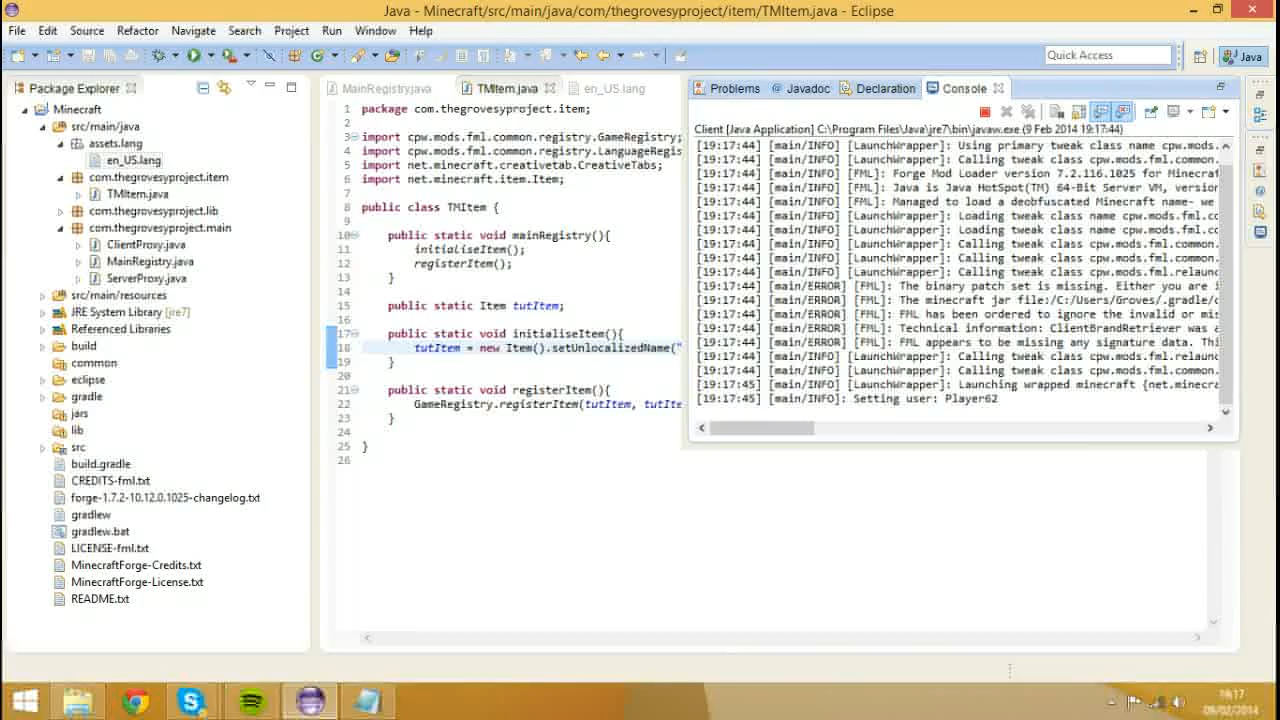 Java - Minecraft/src/main/java/com/thegrovesyproject/item/TMItem.java - Eclipse
File Edit Source Refactor Navigate Search Project Run Window Help
Quick Access
Java
Package Explorer
Minecraft
src/main/java
assets.lang
en_US.lang
com.thegrovesyproject.item
TMItem.java
com.thegrovesyproject.lib
com.thegrovesyproject.main
ClientProxy.java
MainRegistry.java
ServerProxy.java
src/main/resources
JRE System Library [jre7]
Referenced Libraries
build
common
eclipse
gradle
jars
lib
src
build.gradle
CREDITS-fml.txt
forge-1.7.2-10.12.0.1025-changelog.txt
gradlew
gradlew.bat
LICENSE-fml.txt
MinecraftForge-Credits.txt
MinecraftForge-License.txt
README.txt
MainRegistry.java TMItem.java en_US.lang
1 package com.thegrovesyproject.item;
2
3 import cpw.mods.fml.common.registry.GameRegistry;
4 import cpw.mods.fml.common.registry.LanguageRegis
5 import net.minecraft.creativetab.CreativeTabs;
6 import net.minecraft.item.Item;
7
8 public class TMItem {
9
10 public static void mainRegistry(){
11 initialiseItem();
12 registerItem();
13 }
14
15 public static Item tutItem;
16
17 public static void initialiseItem(){
18 tutItem = new Item().setUnlocalizedName("
19 }
20
21 public static void registerItem(){
22 GameRegistry.registerItem(tutItem, tutIte
23 }
24
25 }
26
Problems Javadoc Declaration Console
Client [Java Application] C:\Program Files\Java\jre7\bin\javaw.exe (9 Feb 2014 19:17:44)
[19:17:44] [main/INFO] [LaunchWrapper]: Using primary tweak class name cpw.mods.
[19:17:44] [main/INFO] [LaunchWrapper]: Calling tweak class cpw.mods.fml.common.
[19:17:44] [main/INFO] [FML]: Forge Mod Loader version 7.2.116.1025 for Minecraf
[19:17:44] [main/INFO] [FML]: Java is Java HotSpot(TM) 64-Bit Server VM, version
[19:17:44] [main/INFO] [FML]: Managed to load a deobfuscated Minecraft name- we
[19:17:44] [main/INFO] [LaunchWrapper]: Loading tweak class name cpw.mods.fml.co
[19:17:44] [main/INFO] [LaunchWrapper]: Calling tweak class cpw.mods.fml.common.
[19:17:44] [main/INFO] [LaunchWrapper]: Calling tweak class cpw.mods.fml.common.
[19:17:44] [main/INFO] [LaunchWrapper]: Calling tweak class cpw.mods.fml.relaunc
[19:17:44] [main/ERROR] [FML]: The binary patch set is missing. Either you are i
[19:17:44] [main/ERROR] [FML]: The minecraft jar file:/C:/Users/Groves/.gradle/c
[19:17:44] [main/ERROR] [FML]: FML has been ordered to ignore the invalid or mis
[19:17:44] [main/ERROR] [FML]: Technical information: ClientBrandRetriever was a
[19:17:44] [main/ERROR] [FML]: FML appears to be missing any signature data. Thi
[19:17:44] [main/INFO] [LaunchWrapper]: Calling tweak class cpw.mods.fml.common.
[19:17:44] [main/INFO] [LaunchWrapper]: Calling tweak class cpw.mods.fml.relaunc
[19:17:45] [main/INFO] [LaunchWrapper]: Launching wrapped minecraft {net.minecra
[19:17:45] [main/INFO]: Setting user: Player62
09/02/2014